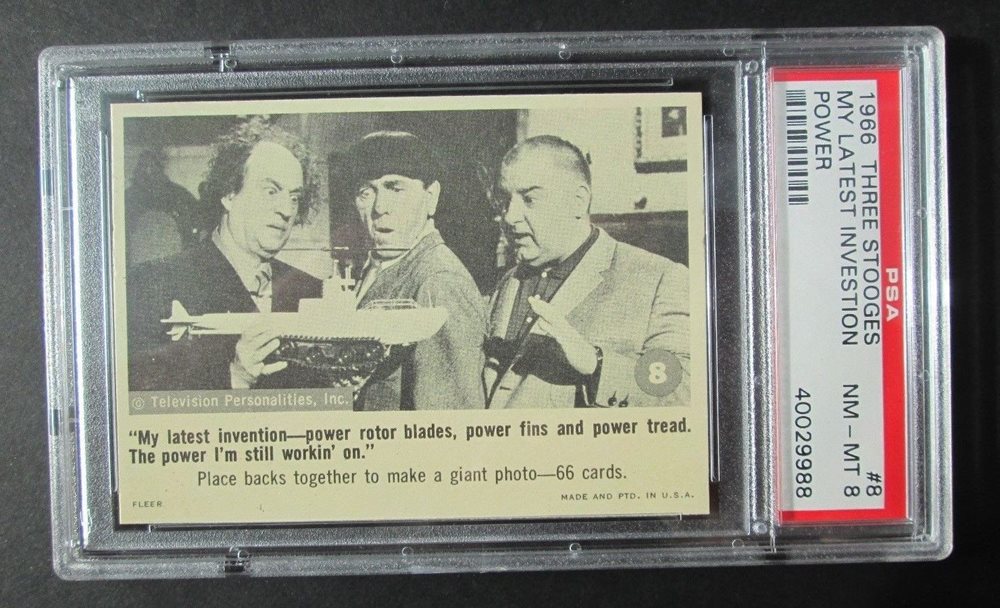 8
© Television Personalities, Inc.
“My latest invention—power rotor blades, power fins and power tread.
The power I'm still workin' on.”
Place backs together to make a giant photo—66 cards.
FLEER
MADE AND PTD. IN U.S.A.
PSA
1966 THREE STOOGES #8
MY LATEST INVESTION NM - MT 8
POWER 40029988